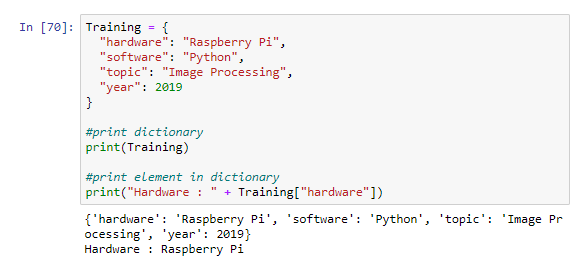 In [70]: Training = {
"hardware": "Raspberry Pi",
"software": "Python",
"topic": "Image Processing",
"year": 2019
}
#print dictionary
print(Training)
#print element in dictionary
print("Hardware : " + Training["hardware"])
{'hardware': 'Raspberry Pi', 'software': 'Python', 'topic': 'Image Pr
ocessing', 'year': 2019}
Hardware : Raspberry Pi